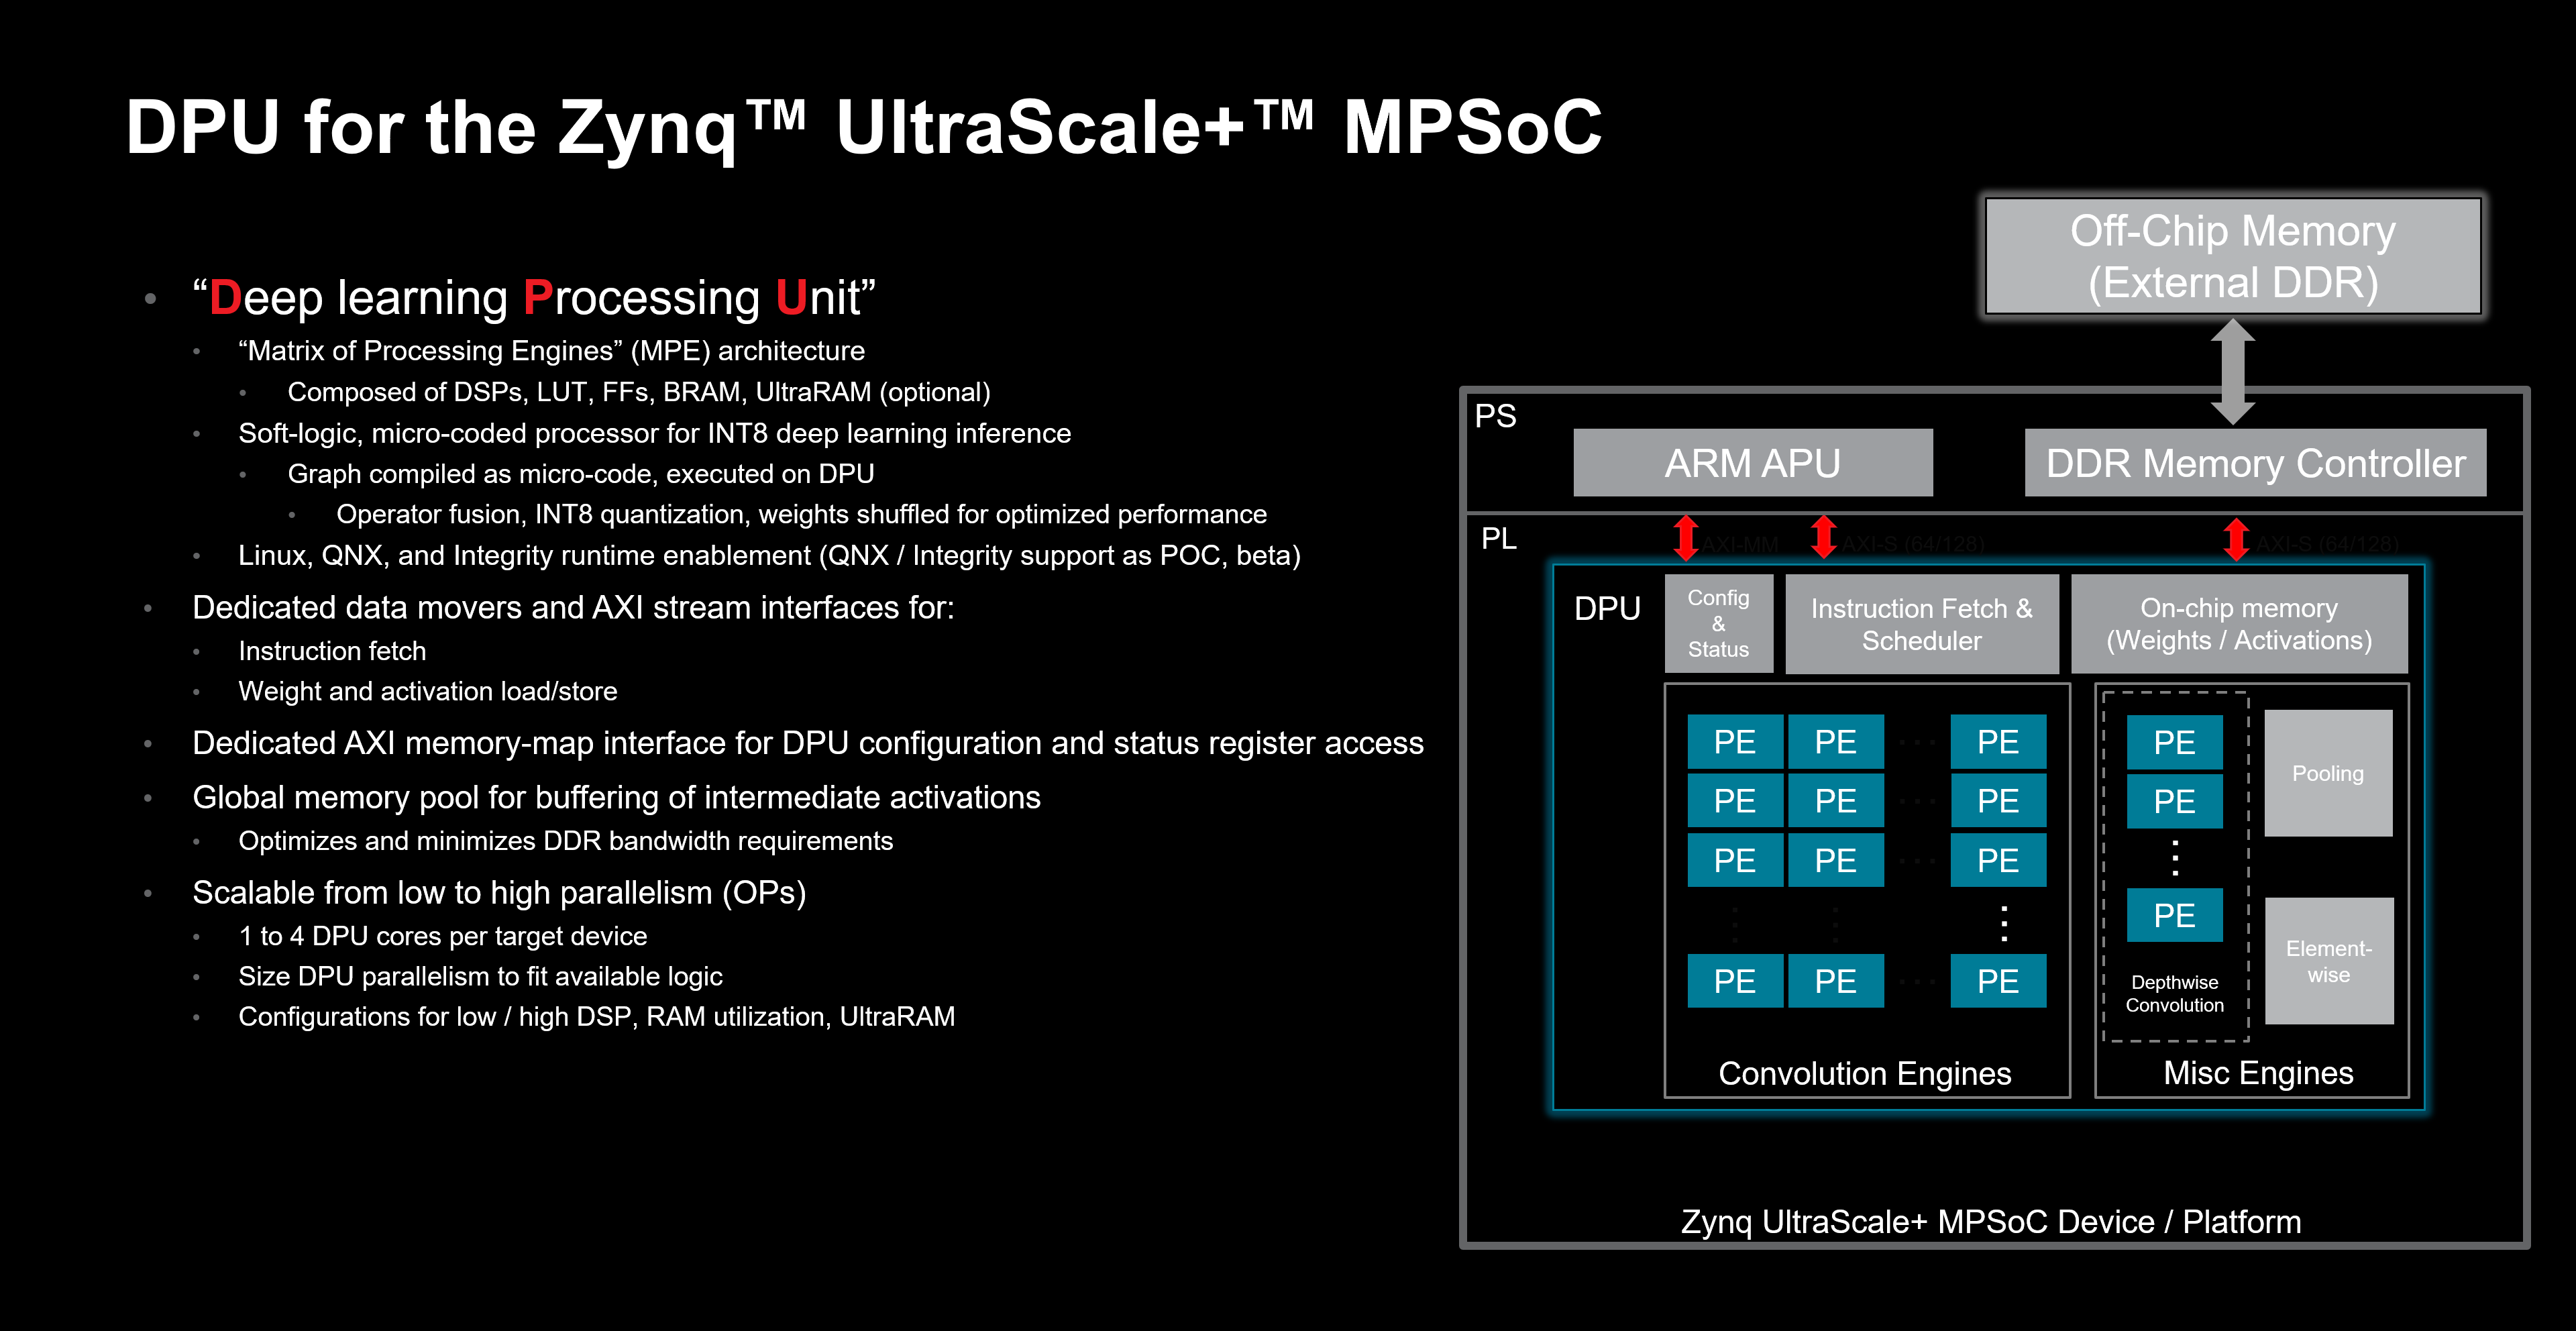 DPU for the Zynq™ UltraScale+™ MPSoC
• “Deep learning Processing Unit”
• “Matrix of Processing Engines” (MPE) architecture
• Composed of DSPs, LUT, FFs, BRAM, UltraRAM (optional)
• Soft-logic, micro-coded processor for INT8 deep learning inference
• Graph compiled as micro-code, executed on DPU
• Operator fusion, INT8 quantization, weights shuffled for optimized performance
• Linux, QNX, and Integrity runtime enablement (QNX / Integrity support as POC, beta)
• Dedicated data movers and AXI stream interfaces for:
• Instruction fetch
• Weight and activation load/store
• Dedicated AXI memory-map interface for DPU configuration and status register access
• Global memory pool for buffering of intermediate activations
• Optimizes and minimizes DDR bandwidth requirements
• Scalable from low to high parallelism (OPs)
• 1 to 4 DPU cores per target device
• Size DPU parallelism to fit available logic
• Configurations for low / high DSP, RAM utilization, UltraRAM
Off-Chip Memory
(External DDR)
PS
ARM APU
DDR Memory Controller
PL
AXI-MM
AXI-S (64/128)
AXI-S (64/128)
DPU
Config
&
Status
Instruction Fetch &
Scheduler
On-chip memory
(Weights / Activations)
PE PE ... PE
PE PE ... PE
PE PE ... PE
PE PE ... PE
Convolution Engines
PE
PE
PE
Depthwise
Convolution
Pooling
Element-
wise
Misc Engines
Zynq UltraScale+ MPSoC Device / Platform